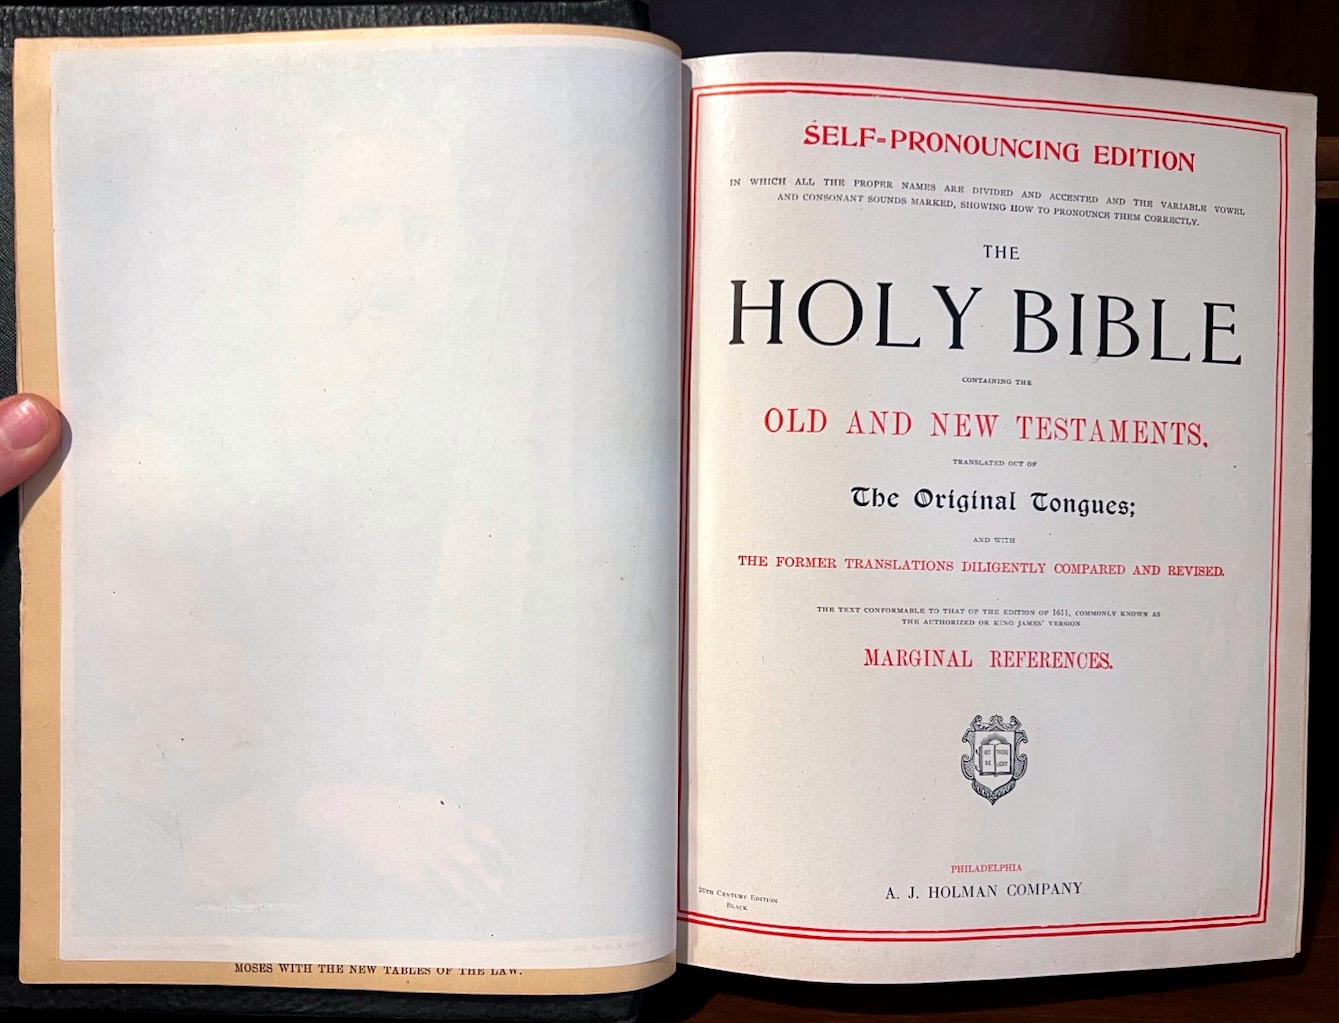 MOSES WITH THE NEW TABLES OF THE LAW.
SELF-PRONOUNCING EDITION
IN WHICH ALL THE PROPER NAMES ARE DIVIDED AND ACCENTED AND THE VARIABLE VOWEL
AND CONSONANT SOUNDS MARKED, SHOWING HOW TO PRONOUNCE THEM CORRECTLY.
THE
HOLY BIBLE
CONTAINING THE
OLD AND NEW TESTAMENTS.
TRANSLATED OUT OF
The Original Tongues;
AND WITH
THE FORMER TRANSLATIONS DILIGENTLY COMPARED AND REVISED.
THE TEXT CONFORMABLE TO THAT OF THE EDITION OF 1611, COMMONLY KNOWN AS
THE AUTHORIZED OR KING JAMES' VERSION
MARGINAL REFERENCES.
LET THERE
BE LIGHT
PHILADELPHIA
A. J. HOLMAN COMPANY
20TH CENTURY EDITION
BLACK